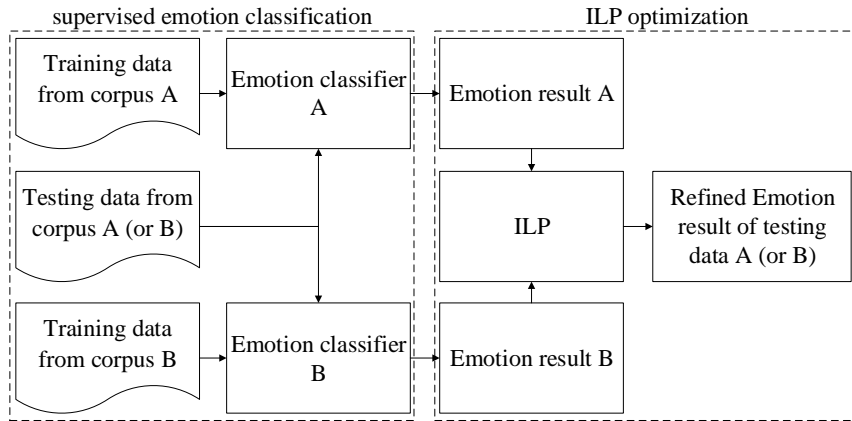 supervised emotion classification
ILP optimization
Training data
from corpus A
Emotion classifier
A
Emotion result A
Testing data from
corpus A (or B)
ILP
Refined Emotion
result of testing
data A (or B)
Training data
from corpus B
Emotion classifier
B
Emotion result B